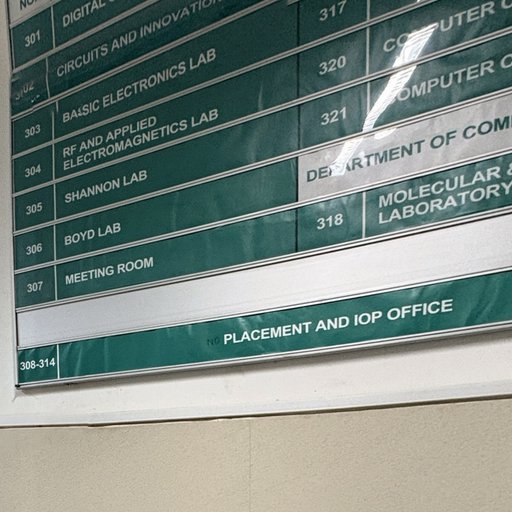 301 DIGITAL
302 CIRCUITS AND INNOVATION
303 BASIC ELECTRONICS LAB
304 RF AND APPLIED
ELECTROMAGNETICS LAB
305 SHANNON LAB
306 BOYD LAB
307 MEETING ROOM
308-314 PLACEMENT AND IOP OFFICE
317
320 COMPUTER
321 COMPUTER
DEPARTMENT OF COM
318 MOLECULAR &
LABORATORY